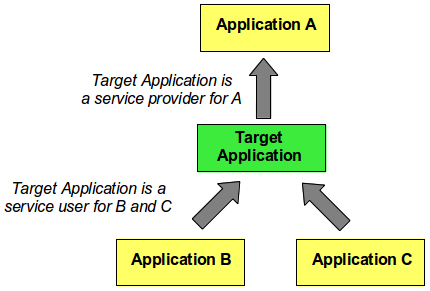 Application A
Target Application is
a service provider for A
Target
Application
Target Application is a
service user for B and C
Application B
Application C